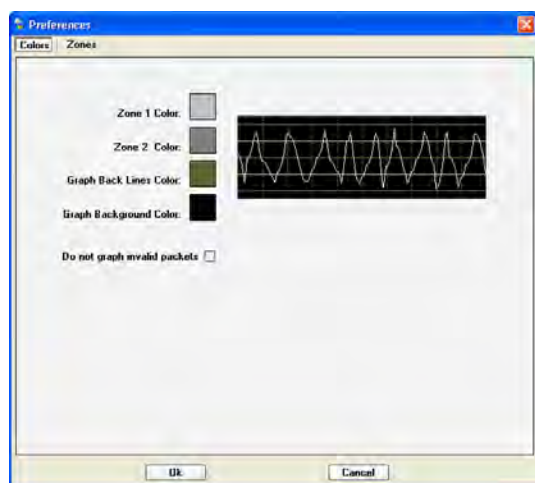 Preferences
Colors Zones
Zone 1 Color:
Zone 2 Color:
Graph Back Lines Color:
Graph Background Color:
Do not graph invalid packets
Ok Cancel